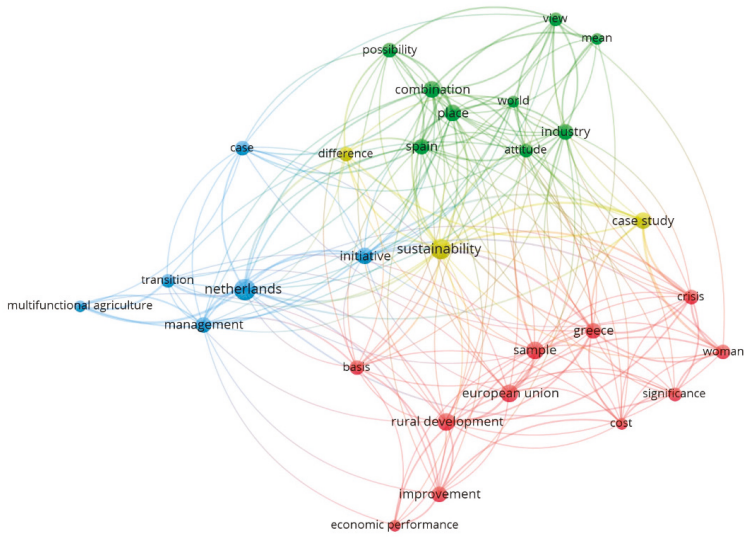 view
mean
possibility
combination
world
place
industry
case
difference
spain
attitude
case study
sustainability
initiative
transition
netherlands
multifunctional agriculture
crisis
management
greece
sample
woman
basis
european union
significance
rural development
cost
improvement
economic performance